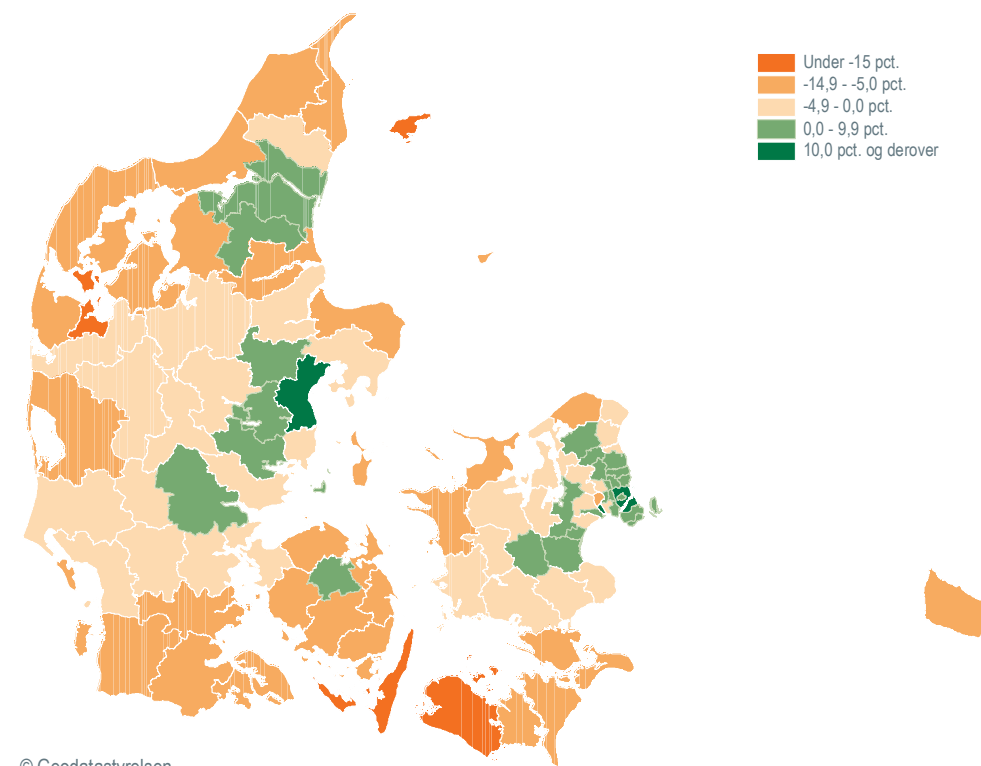 Under -15 pct.
-14,9 - -5,0 pct.
-4,9 - 0,0 pct.
0,0 - 9,9 pct.
10,0 pct. og derover
© Geodatastyrelsen